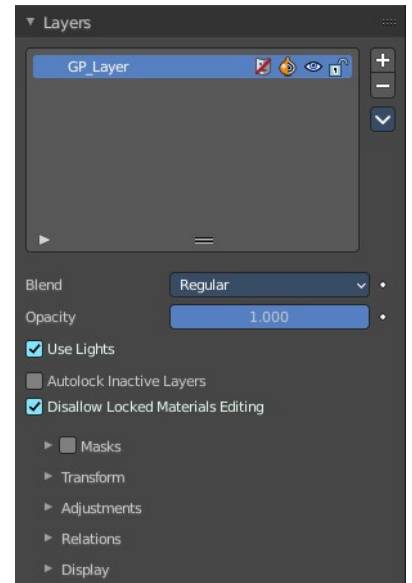 Layers
GP_Layer
Blend Regular
Opacity 1.000
Use Lights
Autolock Inactive Layers
Disallow Locked Materials Editing
Masks
Transform
Adjustments
Relations
Display